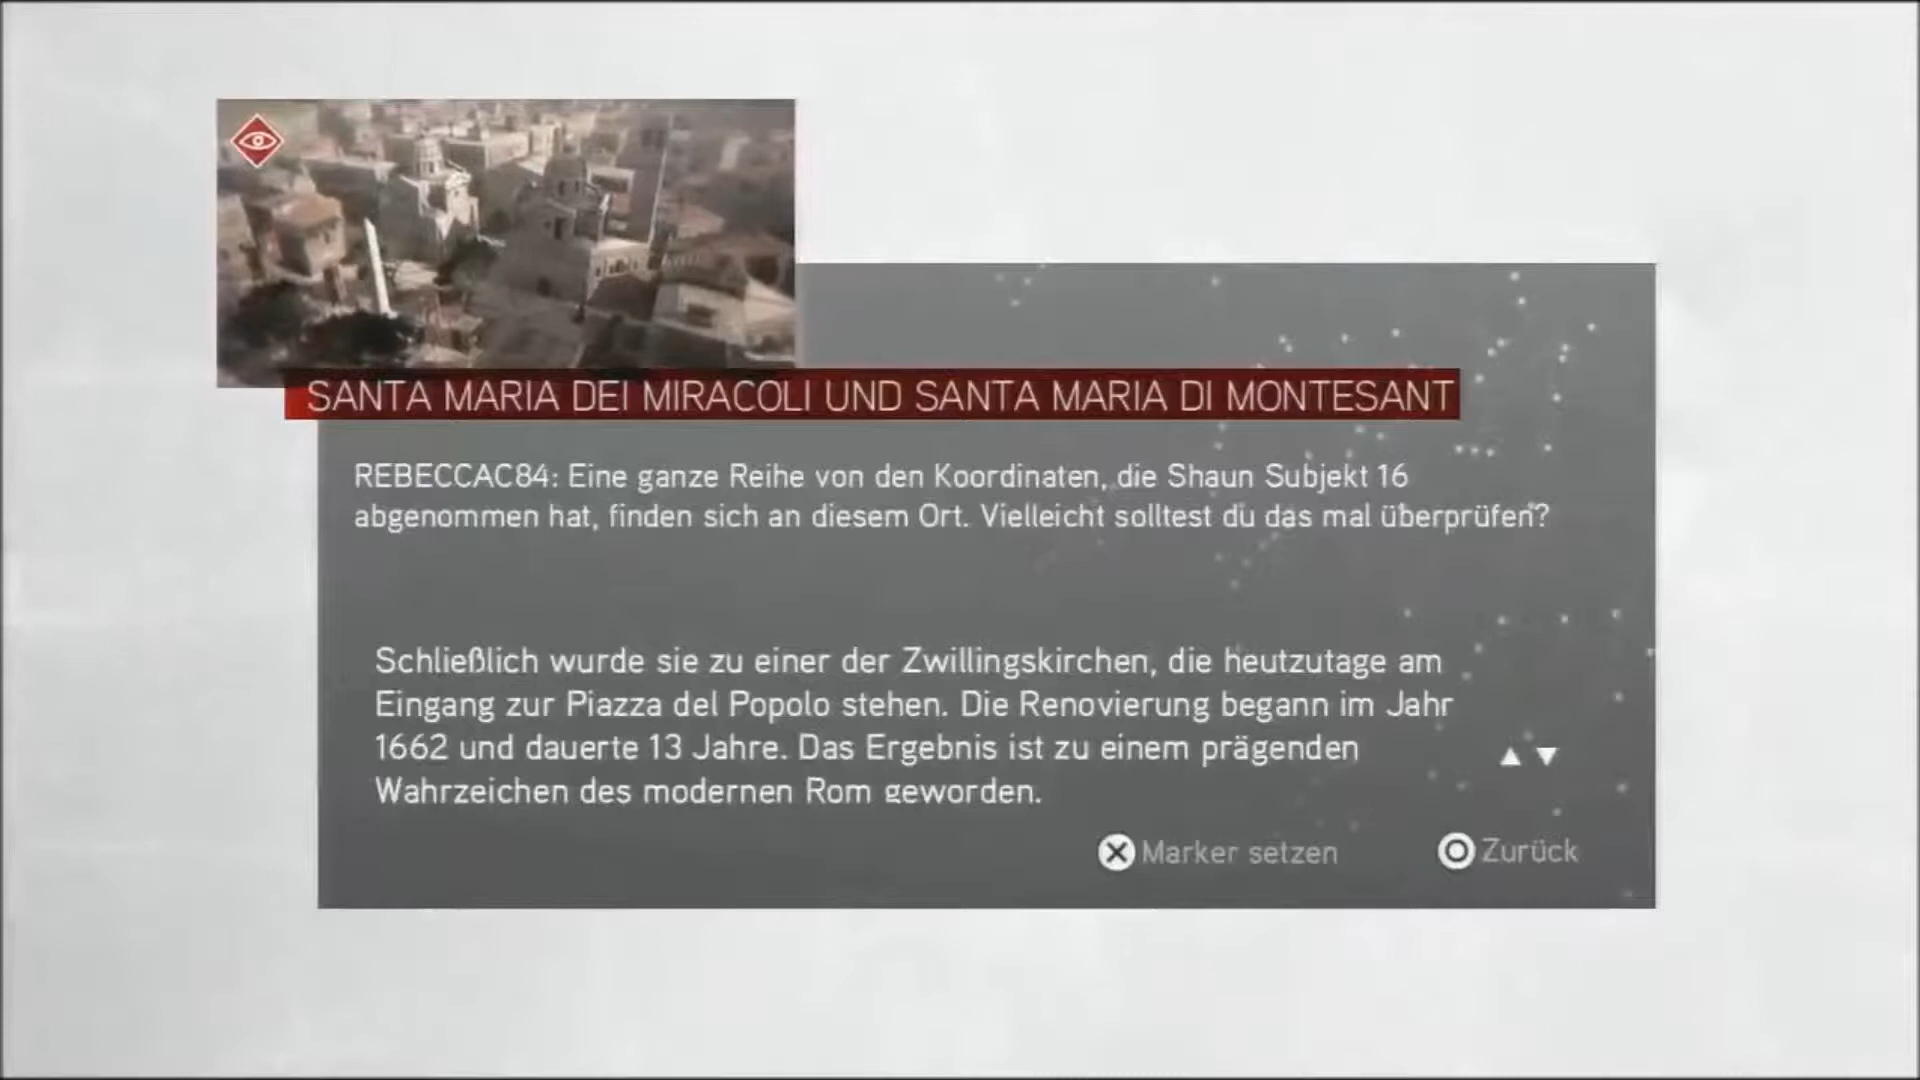 SANTA MARIA DEI MIRACOLI UND SANTA MARIA DI MONTESANT
REBECCAC84: Eine ganze Reihe von den Koordinaten, die Shaun Subjekt 16
abgenommen hat, finden sich an diesem Ort. Vielleicht solltest du das mal überprüfen?
Schließlich wurde sie zu einer der Zwillingskirchen, die heutzutage am
Eingang zur Piazza del Popolo stehen. Die Renovierung begann im Jahr
1662 und dauerte 13 Jahre. Das Ergebnis ist zu einem prägenden
Wahrzeichen des modernen Rom geworden.
Marker setzen Zurück